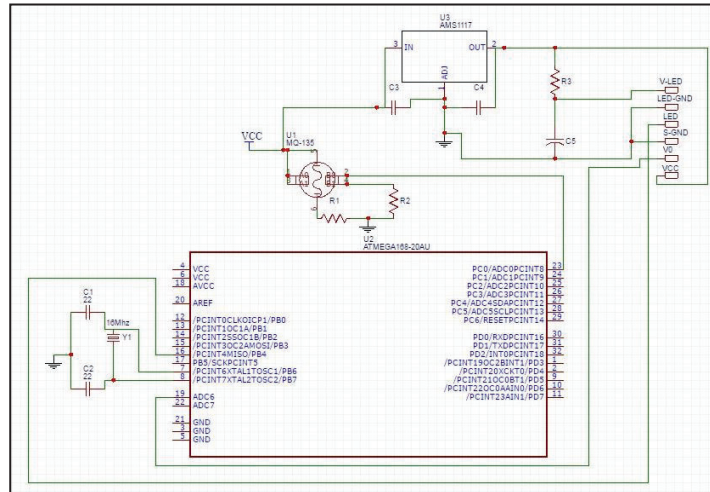 U3
AMS1117
3 IN
OUT 2
ADJ
1
C3
C4
R3
C5
V-LED
LED-GND
LED
S-GND
V0
VCC
VCC
U1
MQ-135
5
6
R1
R2
U2
ATMEGA168-20AU
4 VCC
6 VCC
18 AVCC
20 AREF
12 /PCINT0CLKOICP1/PB0
13 /PCINT1OC1A/PB1
14 /PCINT2SSOC1B/PB2
15 /PCINT3OC2AMOSI/PB3
16 /PCINT4MISO/PB4
17 PB5/SCKPCINT5
7 /PCINT6XTAL1TOSC1/PB6
8 /PCINT7XTAL2TOSC2/PB7
19 ADC6
22 ADC7
21 GND
3 GND
5 GND
PC0/ADC0PCINT8 23
PC1/ADC1PCINT9 24
PC2/ADC2PCINT10 25
PC3/ADC3PCINT11 26
PC4/ADC4SDAPCINT12 27
PC5/ADC5SCLPCINT13 28
PC6/RESETPCINT14 29
PD0/RXDPCINT16 30
PD1/TXDPCINT17 31
PD2/INT0PCINT18 32
/PCINT19OC2BINT1/PD3 1
/PCINT20XCKT0/PD4 2
/PCINT21OC0BT1/PD5 9
/PCINT22OC0AAIN0/PD6 10
/PCINT23AIN1/PD7 11
C1
22
16Mhz
Y1
C2
22